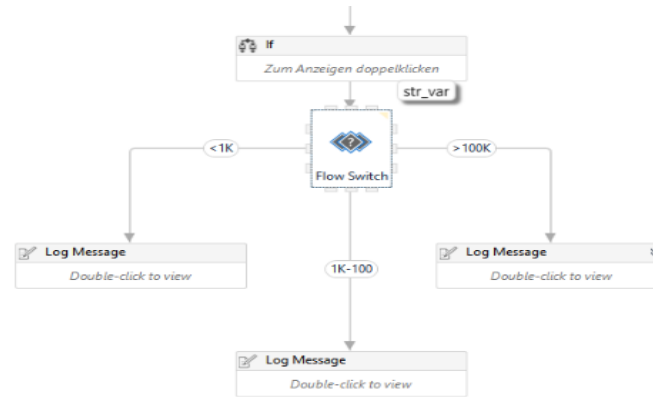 If
Zum Anzeigen doppelklicken
str_var
?
Flow Switch
<1K
>100K
Log Message
Double-click to view
Log Message
Double-click to view
1K-100
Log Message
Double-click to view